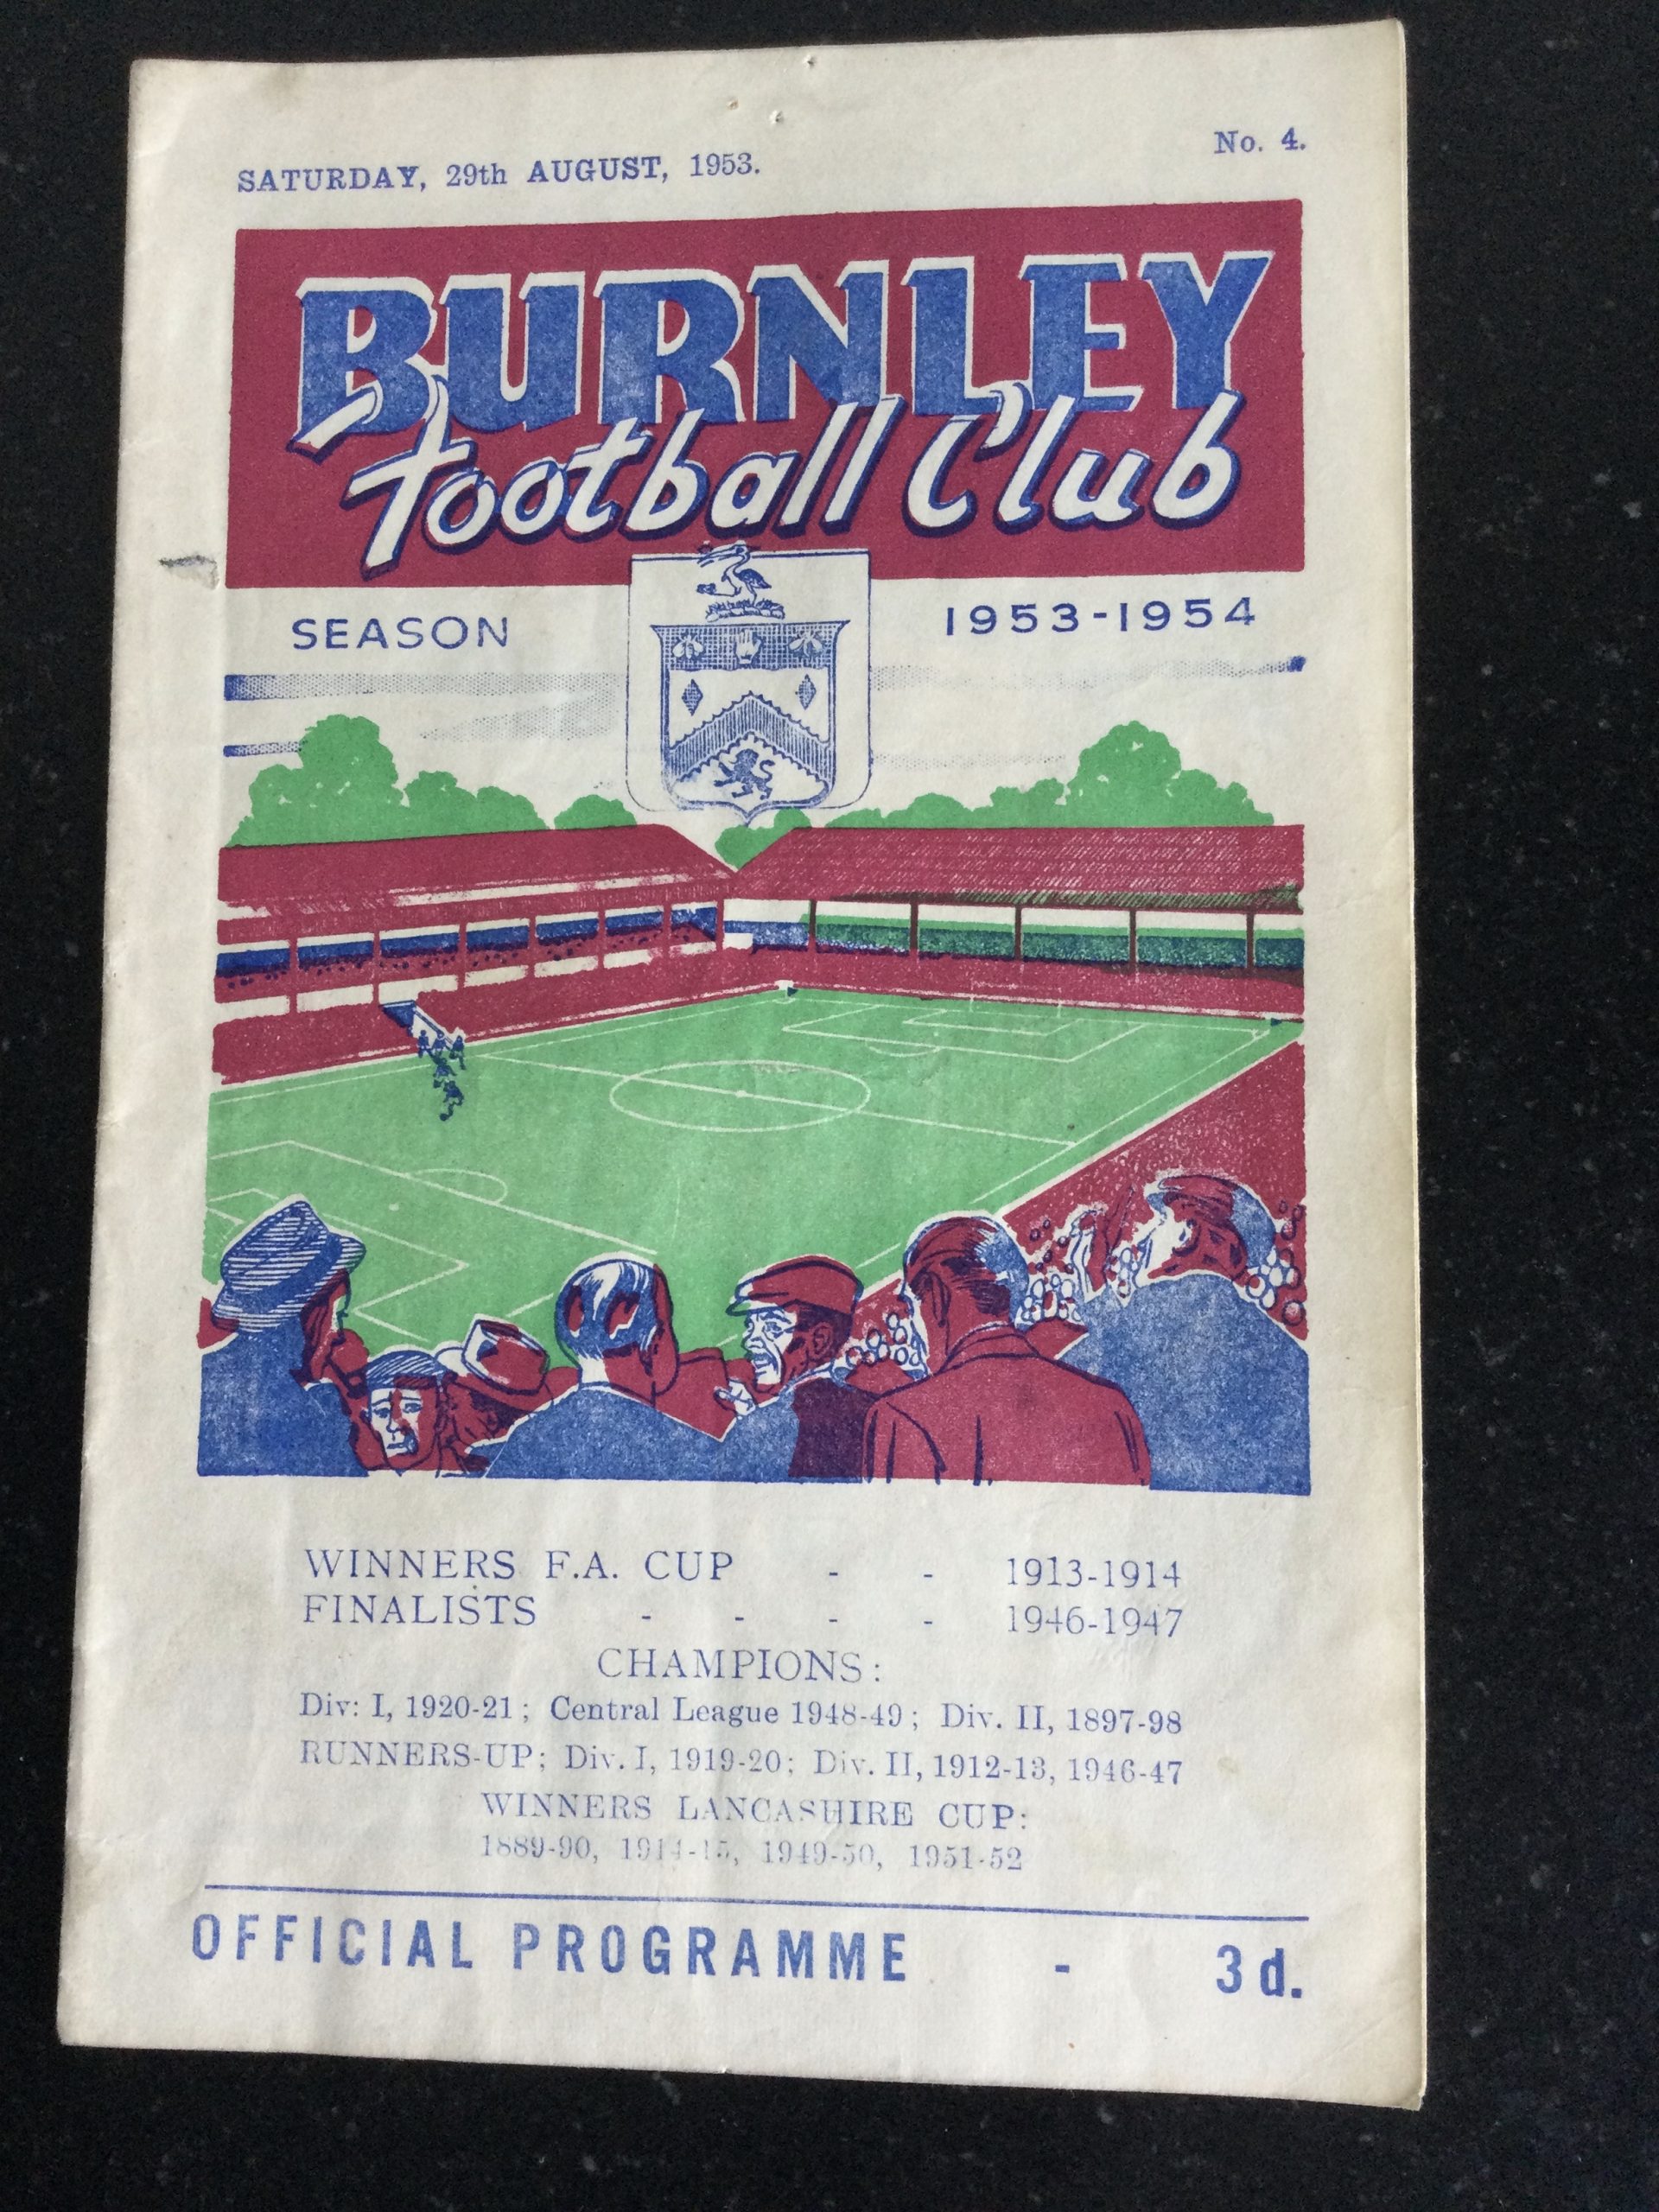 SATURDAY, 29th AUGUST, 1953.
No. 4.
BURNLEY
Football Club
SEASON 1953-1954
WINNERS F.A. CUP - - 1913-1914
FINALISTS - - - - 1946-1947
CHAMPIONS:
Div: I, 1920-21; Central League 1948-49; Div. II, 1897-98
RUNNERS-UP; Div. I, 1919-20; Div. II, 1912-13, 1946-47
WINNERS LANCASHIRE CUP:
1889-90, 1914-15, 1949-50, 1951-52
OFFICIAL PROGRAMME - 3d.